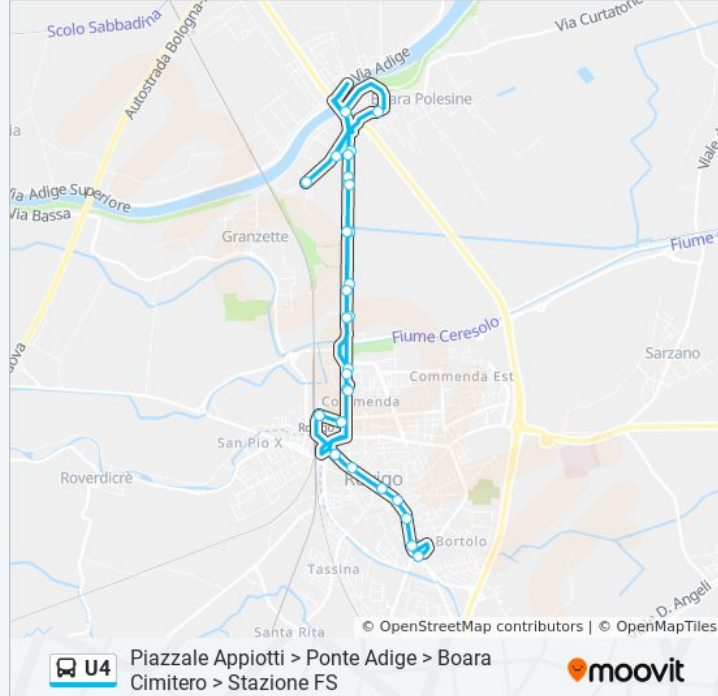 Scolo Sabbadina
Autostrada Bologna-
Via Curtatone
Via Adige
Boara Polesine
Viale
Via Adige Superiore
Via Bassa
Granzette
Fiume
Fiume Ceresolo
Sarzano
Commenda Est
Commenda
San Pio X
Roverdicrè
Rovigo
Bortolo
Tassina
D. Angeli
Santa Rita
© OpenStreetMap contributors | © OpenMapTiles
U4 Piazzale Appiotti > Ponte Adige > Boara
Cimitero > Stazione FS
moovit